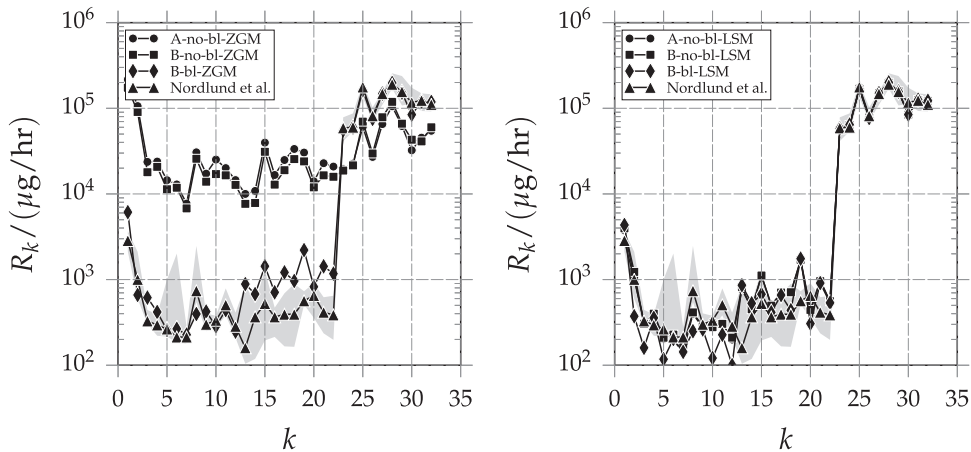 10^6
10^5
10^4
10^3
10^2
R_k / (μg/hr)
A-no-bl-ZGM
B-no-bl-ZGM
B-bl-ZGM
Nordlund et al.
0 5 10 15 20 25 30 35
k
10^6
10^5
10^4
10^3
10^2
R_k / (μg/hr)
A-no-bl-LSM
B-no-bl-LSM
B-bl-LSM
Nordlund et al.
0 5 10 15 20 25 30 35
k